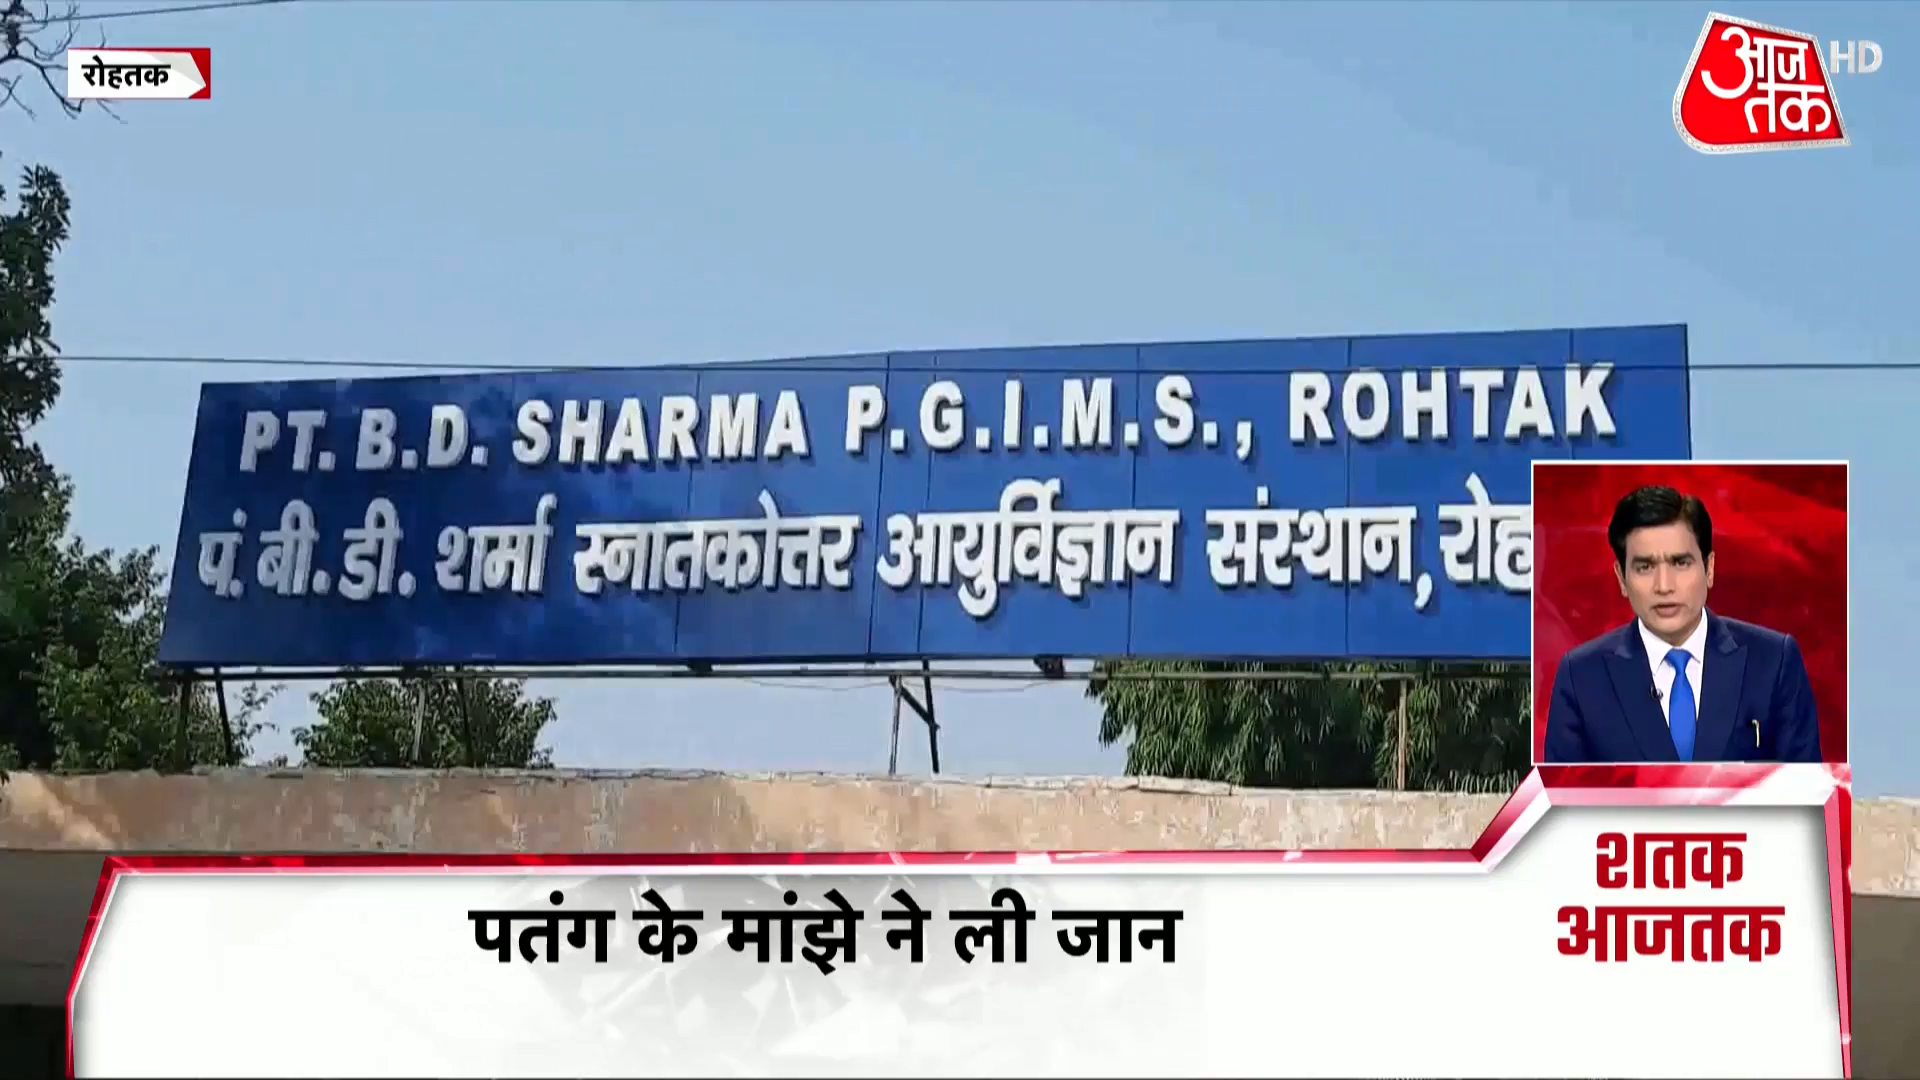 रोहतक
आज
तक
HD
PT. B.D. SHARMA P.G.I.M.S., ROHTAK
पं. बी.डी. शर्मा स्नातकोत्तर आयुर्विज्ञान संस्थान, रोह
पतंग के मांझे ने ली जान
शतक
आजतक